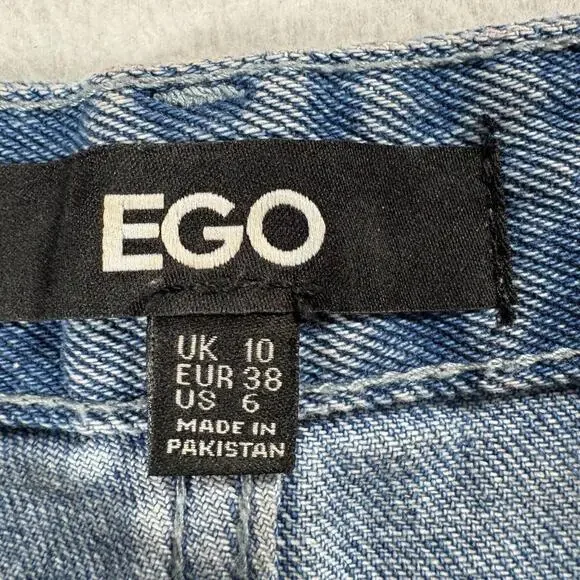 EGO
UK 10
EUR 38
US 6
MADE IN
PAKISTAN